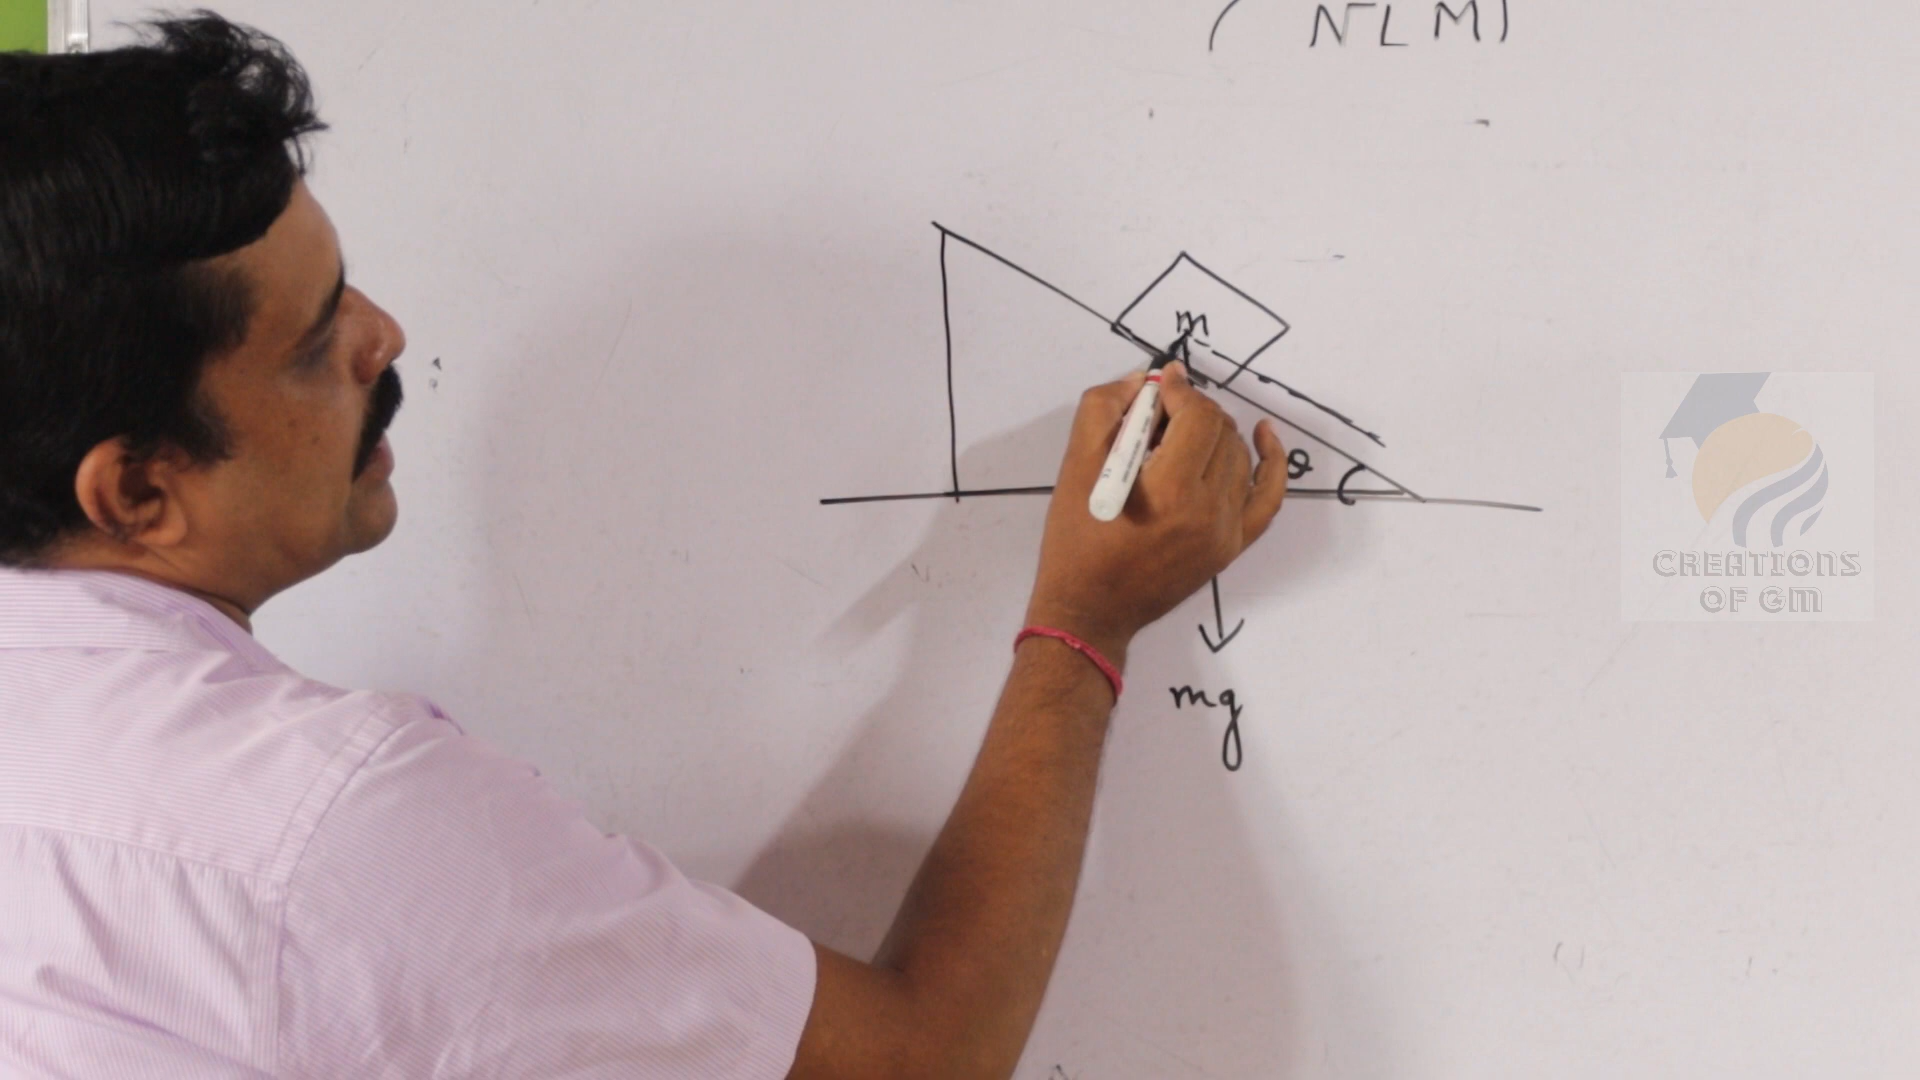 ( NLM)
m
θ
mg
CREATIONS
OF GM